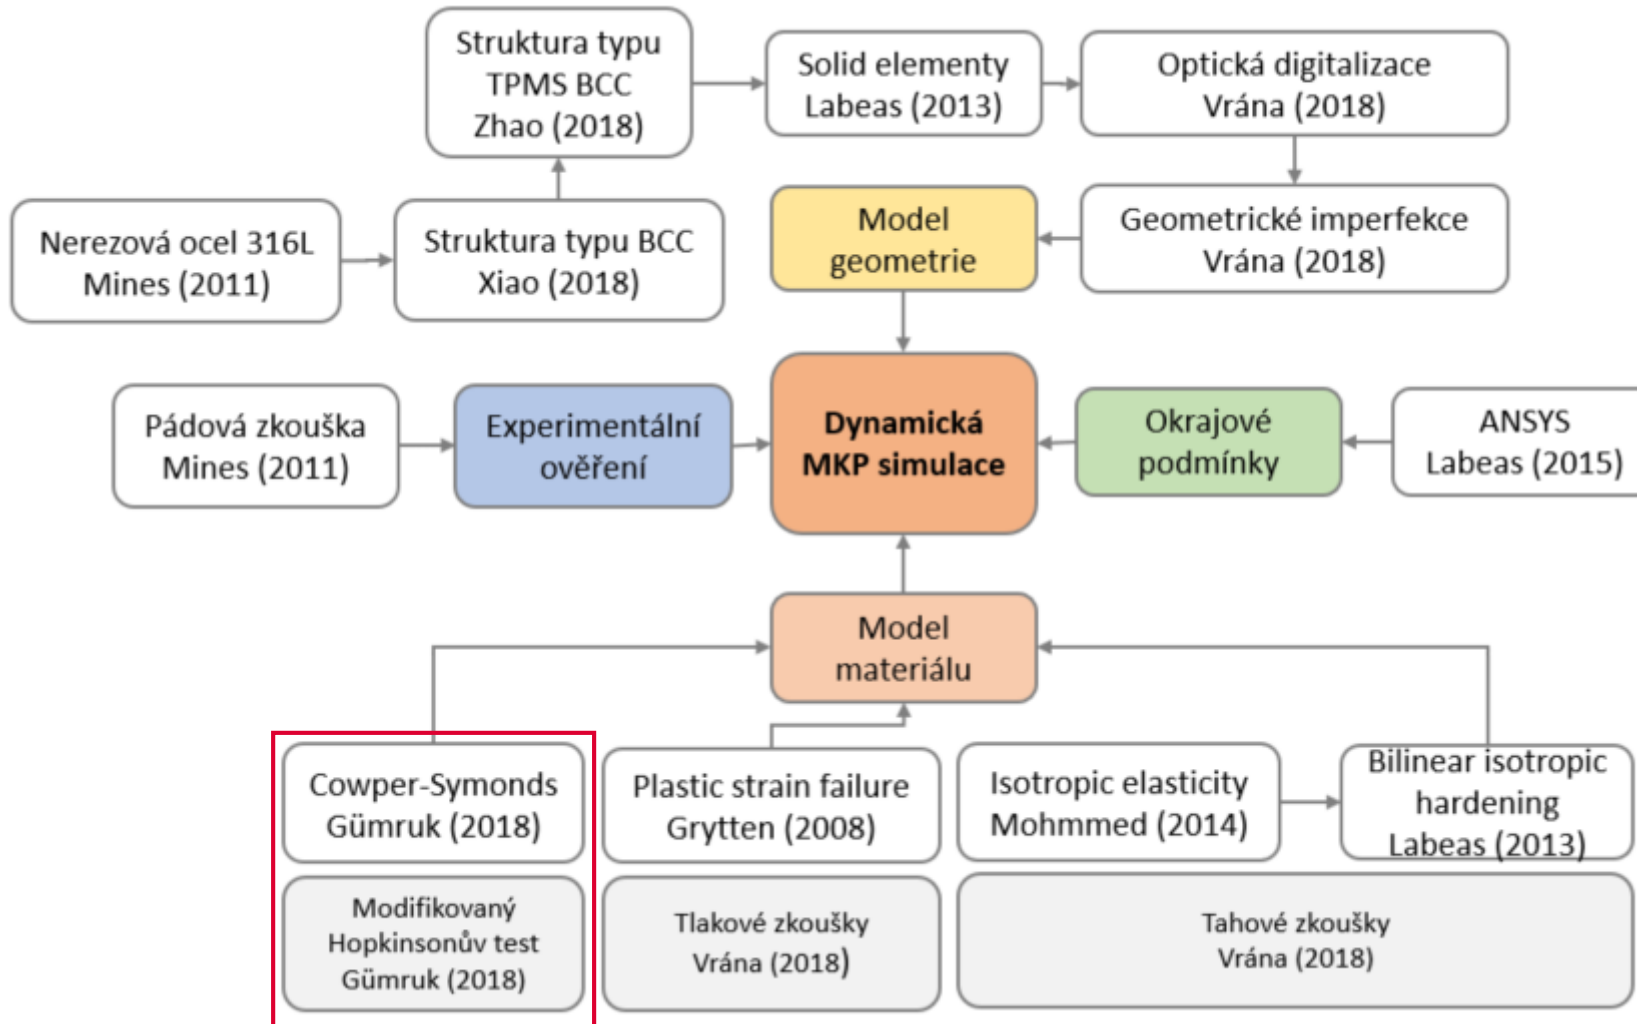 Struktura typu
TPMS BCC
Zhao (2018)
Solid elementy
Labeas (2013)
Optická digitalizace
Vrána (2018)
Nerezová ocel 316L
Mines (2011)
Struktura typu BCC
Xiao (2018)
Model
geometrie
Geometrické imperfekce
Vrána (2018)
Pádová zkouška
Mines (2011)
Experimentální
ověření
Dynamická
MKP simulace
Okrajové
podmínky
ANSYS
Labeas (2015)
Model
materiálu
Cowper-Symonds
Gümruk (2018)
Plastic strain failure
Grytten (2008)
Isotropic elasticity
Mohmmed (2014)
Bilinear isotropic
hardening
Labeas (2013)
Modifikovaný
Hopkinsonův test
Gümruk (2018)
Tlakové zkoušky
Vrána (2018)
Tahové zkoušky
Vrána (2018)